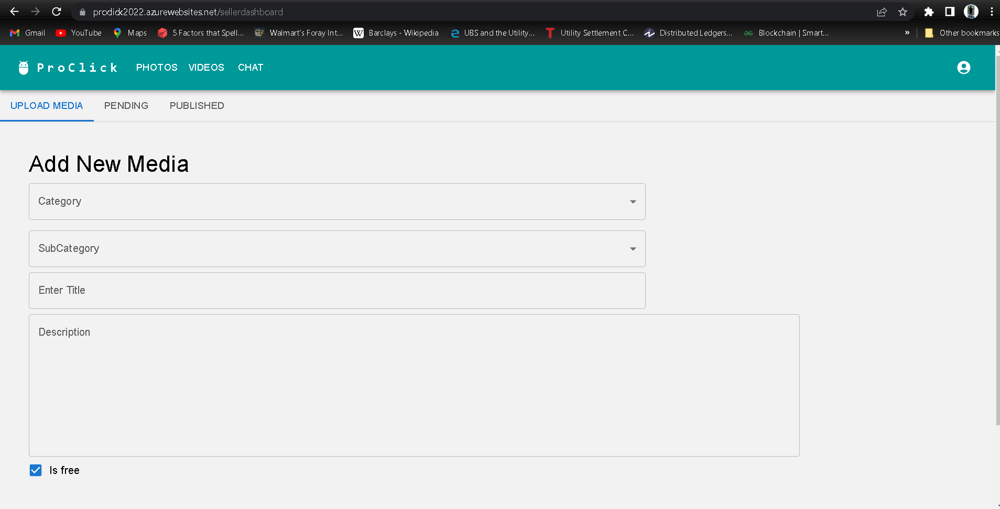 prodick2022.azurewebsites.net/sellerdashboard
Gmail YouTube Maps 5 Factors that Spell... Walmart's Foray Int... Barclays - Wikipedia UBS and the Utility... Utility Settlement C... Distributed Ledgers... Blockchain | Smart... » Other bookmarks
ProClick PHOTOS VIDEOS CHAT
UPLOAD MEDIA PENDING PUBLISHED
Add New Media
Category
SubCategory
Enter Title
Description
Is free